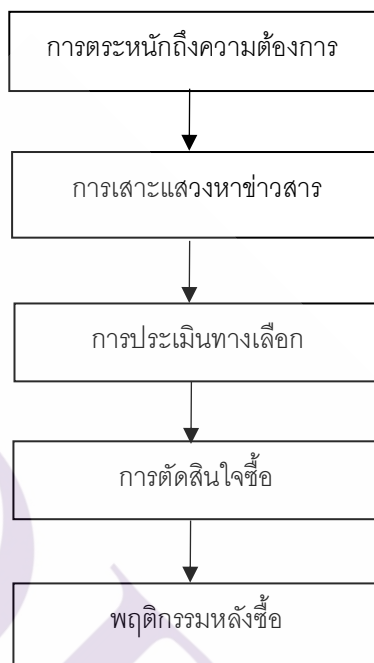 การตระหนักถึงความต้องการ
การเสาะแสวงหาข่าวสาร
การประเมินทางเลือก
การตัดสินใจซื้อ
พฤติกรรมหลังซื้อ